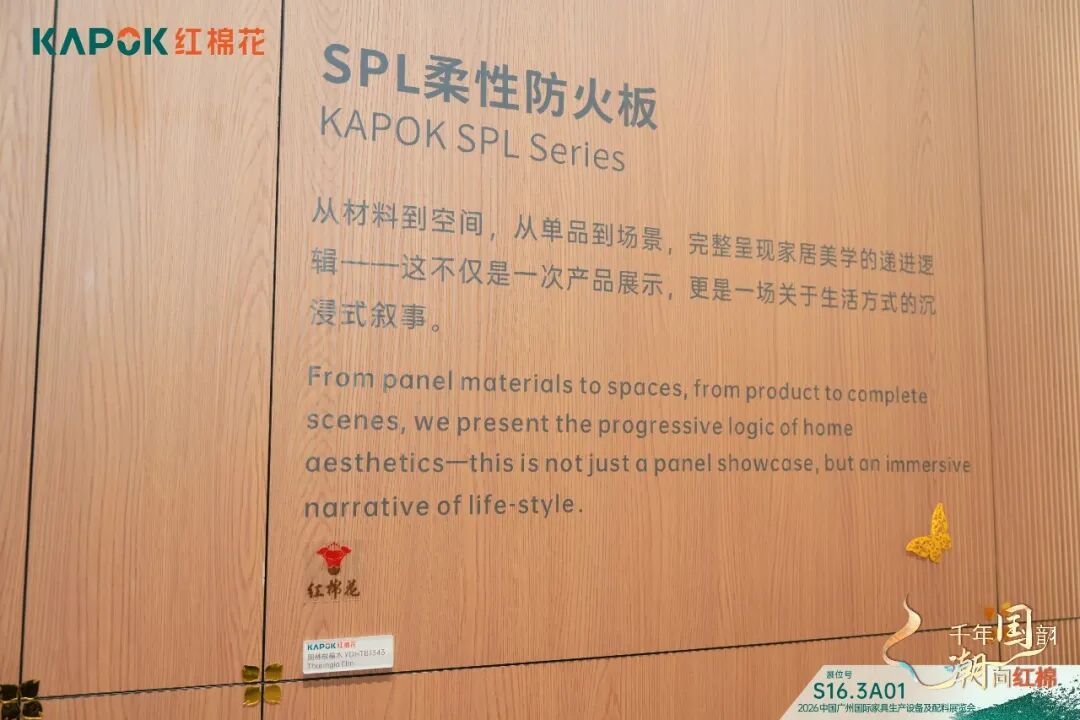 KAPOK 红棉花
SPL柔性防火板
KAPOK SPL Series
从材料到空间，从单品到场景，完整呈现家居美学的递进逻
辑——这不仅是一次产品展示，更是一场关于生活方式的沉
浸式叙事。
From panel materials to spaces, from product to complete
scenes, we present the progressive logic of home
aesthetics—this is not just a panel showcase, but an immersive
narrative of life-style.
红棉花
KAPOK红棉花
Thuringia Elm
千年国韵
潮向红棉
展位号
S16.3A01
2026中国广州国际家具生产设备及配料展览会